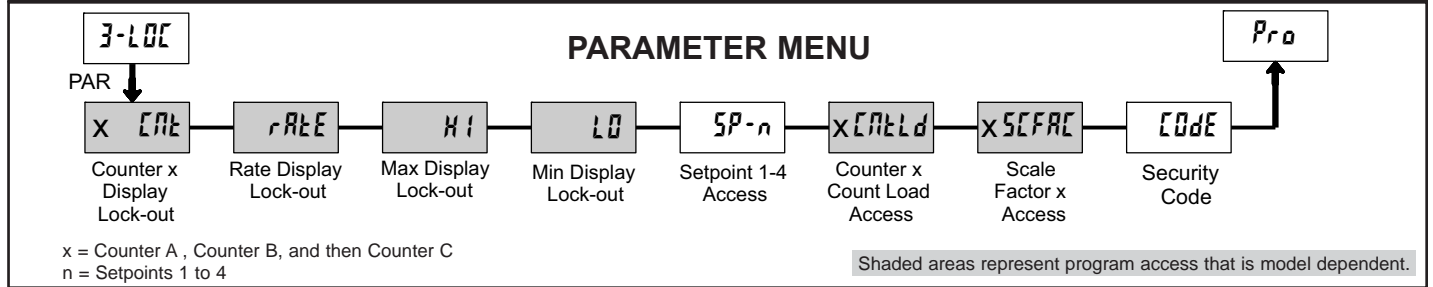 3-LOC
PARAMETER MENU
Pro
PAR
x CNt
rAtE
HI
LO
SP-n
x CNtLd
x SCFAC
COdE
Counter x
Display
Lock-out
Rate Display
Lock-out
Max Display
Lock-out
Min Display
Lock-out
Setpoint 1-4
Access
Counter x
Count Load
Access
Scale
Factor x
Access
Security
Code
x = Counter A , Counter B, and then Counter C
n = Setpoints 1 to 4
Shaded areas represent program access that is model dependent.